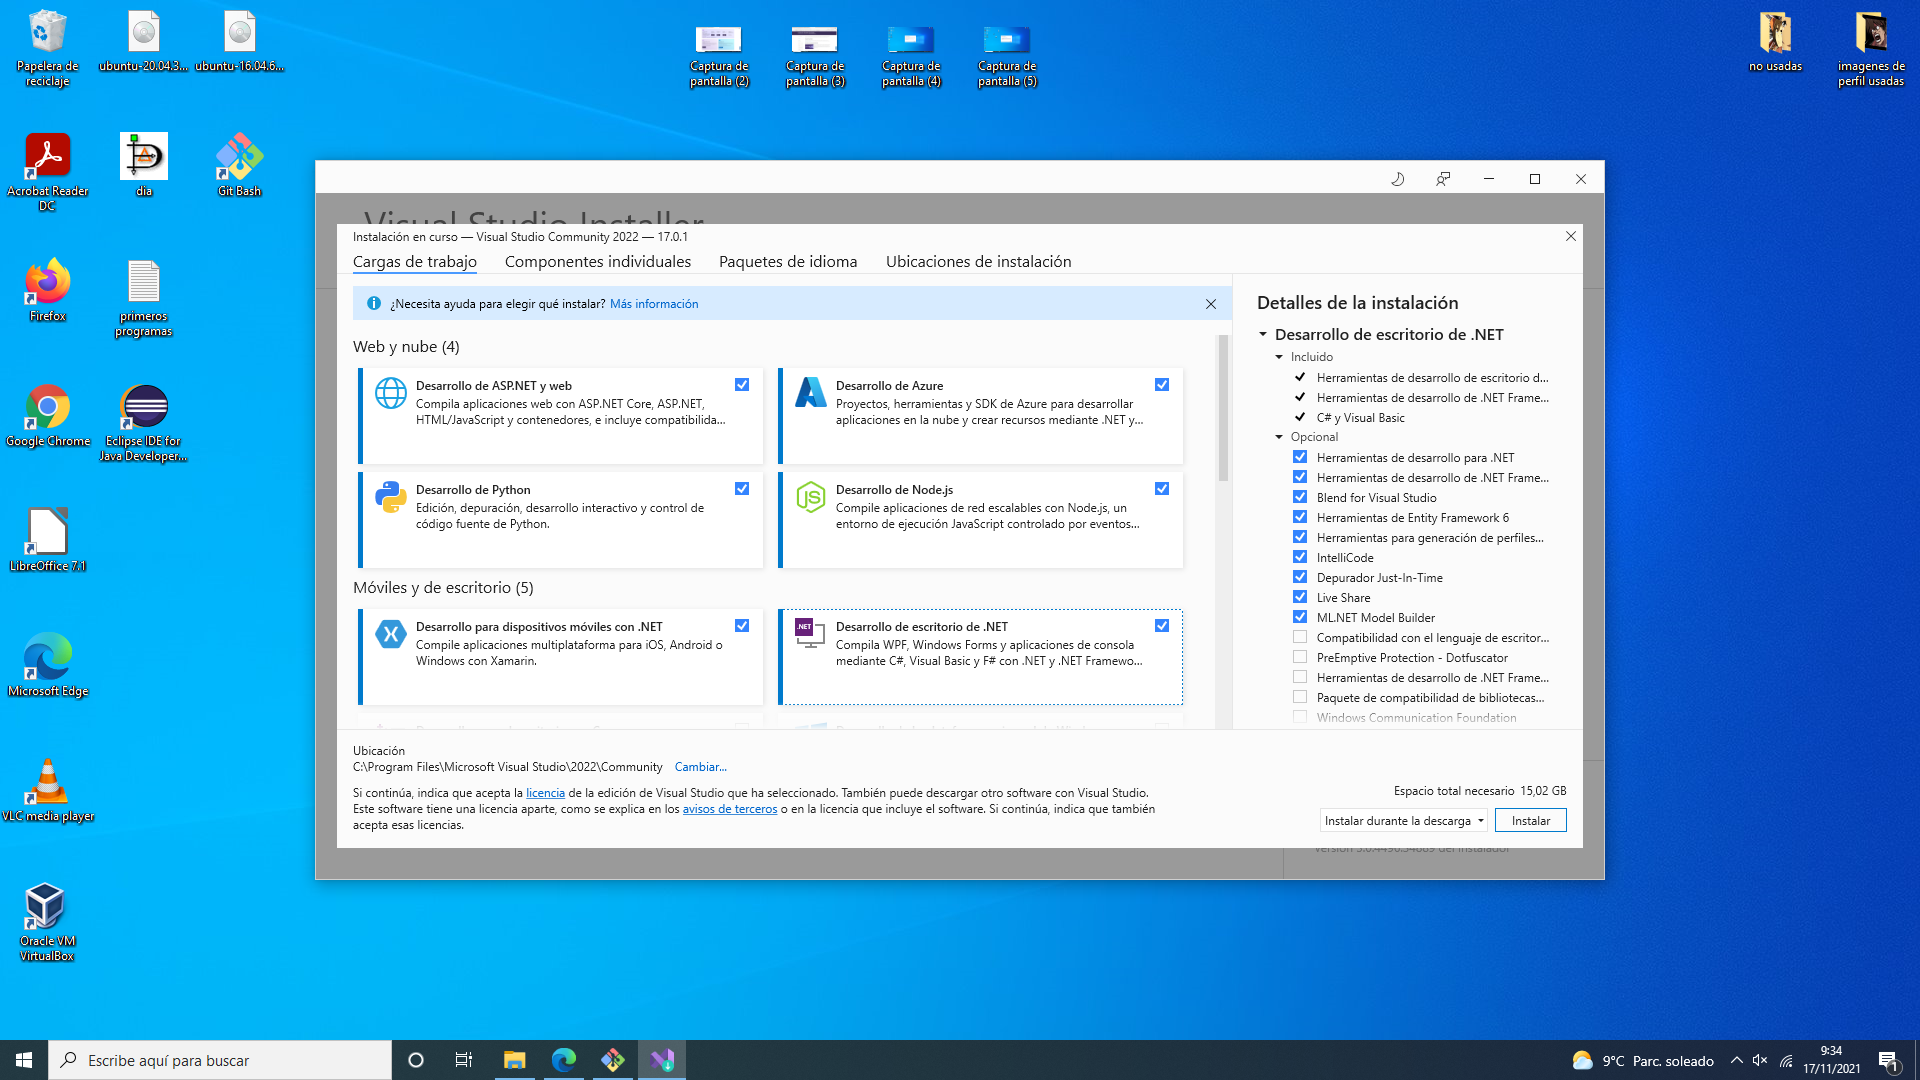 Papelera de
reciclaje
ubuntu-20.04.3...
ubuntu-16.04.6...
Captura de
pantalla (2)
Captura de
pantalla (3)
Captura de
pantalla (4)
Captura de
pantalla (5)
no usadas
imagenes de
perfil usadas
Acrobat Reader
DC
dia
Git Bash
Firefox
primeros
programas
Google Chrome
Eclipse IDE for
Java Developer...
LibreOffice 7.1
Microsoft Edge
VLC media player
Oracle VM
VirtualBox
Visual Studio Installer
Instalación en curso — Visual Studio Community 2022 — 17.0.1
Cargas de trabajo
Componentes individuales
Paquetes de idioma
Ubicaciones de instalación
¿Necesita ayuda para elegir qué instalar? Más información
Web y nube (4)
Desarrollo de ASP.NET y web
Compila aplicaciones web con ASP.NET Core, ASP.NET,
HTML/JavaScript y contenedores, e incluye compatibilida...
Desarrollo de Azure
Proyectos, herramientas y SDK de Azure para desarrollar
aplicaciones en la nube y crear recursos mediante .NET y...
Desarrollo de Python
Edición, depuración, desarrollo interactivo y control de
código fuente de Python.
Desarrollo de Node.js
Compile aplicaciones de red escalables con Node.js, un
entorno de ejecución JavaScript controlado por eventos...
Móviles y de escritorio (5)
Desarrollo para dispositivos móviles con .NET
Compile aplicaciones multiplataforma para iOS, Android o
Windows con Xamarin.
.NET
Desarrollo de escritorio de .NET
Compila WPF, Windows Forms y aplicaciones de consola
mediante C#, Visual Basic y F# con .NET y .NET Framewo...
Detalles de la instalación
Desarrollo de escritorio de .NET
Incluido
Herramientas de desarrollo de escritorio d...
Herramientas de desarrollo de .NET Frame...
C# y Visual Basic
Opcional
Herramientas de desarrollo para .NET
Herramientas de desarrollo de .NET Frame...
Blend for Visual Studio
Herramientas de Entity Framework 6
Herramientas para generación de perfiles...
IntelliCode
Depurador Just-In-Time
Live Share
ML.NET Model Builder
Compatibilidad con el lenguaje de escritor...
PreEmptive Protection - Dotfuscator
Herramientas de desarrollo de .NET Frame...
Paquete de compatibilidad de bibliotecas...
Windows Communication Foundation
Ubicación
C:\Program Files\Microsoft Visual Studio\2022\Community Cambiar...
Si continúa, indica que acepta la licencia de la edición de Visual Studio que ha seleccionado. También puede descargar otro software con Visual Studio.
Este software tiene una licencia aparte, como se explica en los avisos de terceros o en la licencia que incluye el software. Si continúa, indica que también
acepta esas licencias.
Espacio total necesario 15,02 GB
Instalar durante la descarga
Instalar
del instalador
Escribe aquí para buscar
9°C Parc. soleado
9:34
17/11/2021
1